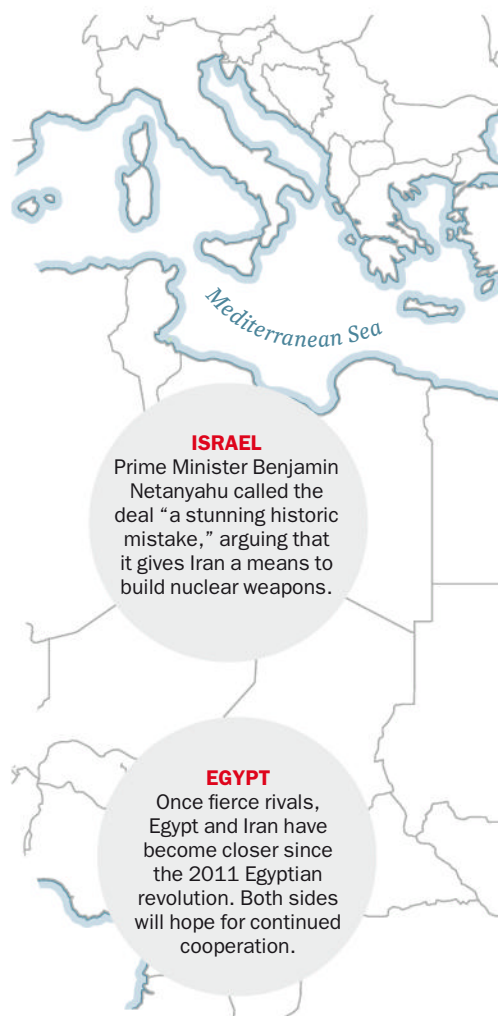 Mediterranean Sea
ISRAEL
Prime Minister Benjamin
Netanyahu called the
deal “a stunning historic
mistake,” arguing that
it gives Iran a means to
build nuclear weapons.
EGYPT
Once fierce rivals,
Egypt and Iran have
become closer since
the 2011 Egyptian
revolution. Both sides
will hope for continued
cooperation.